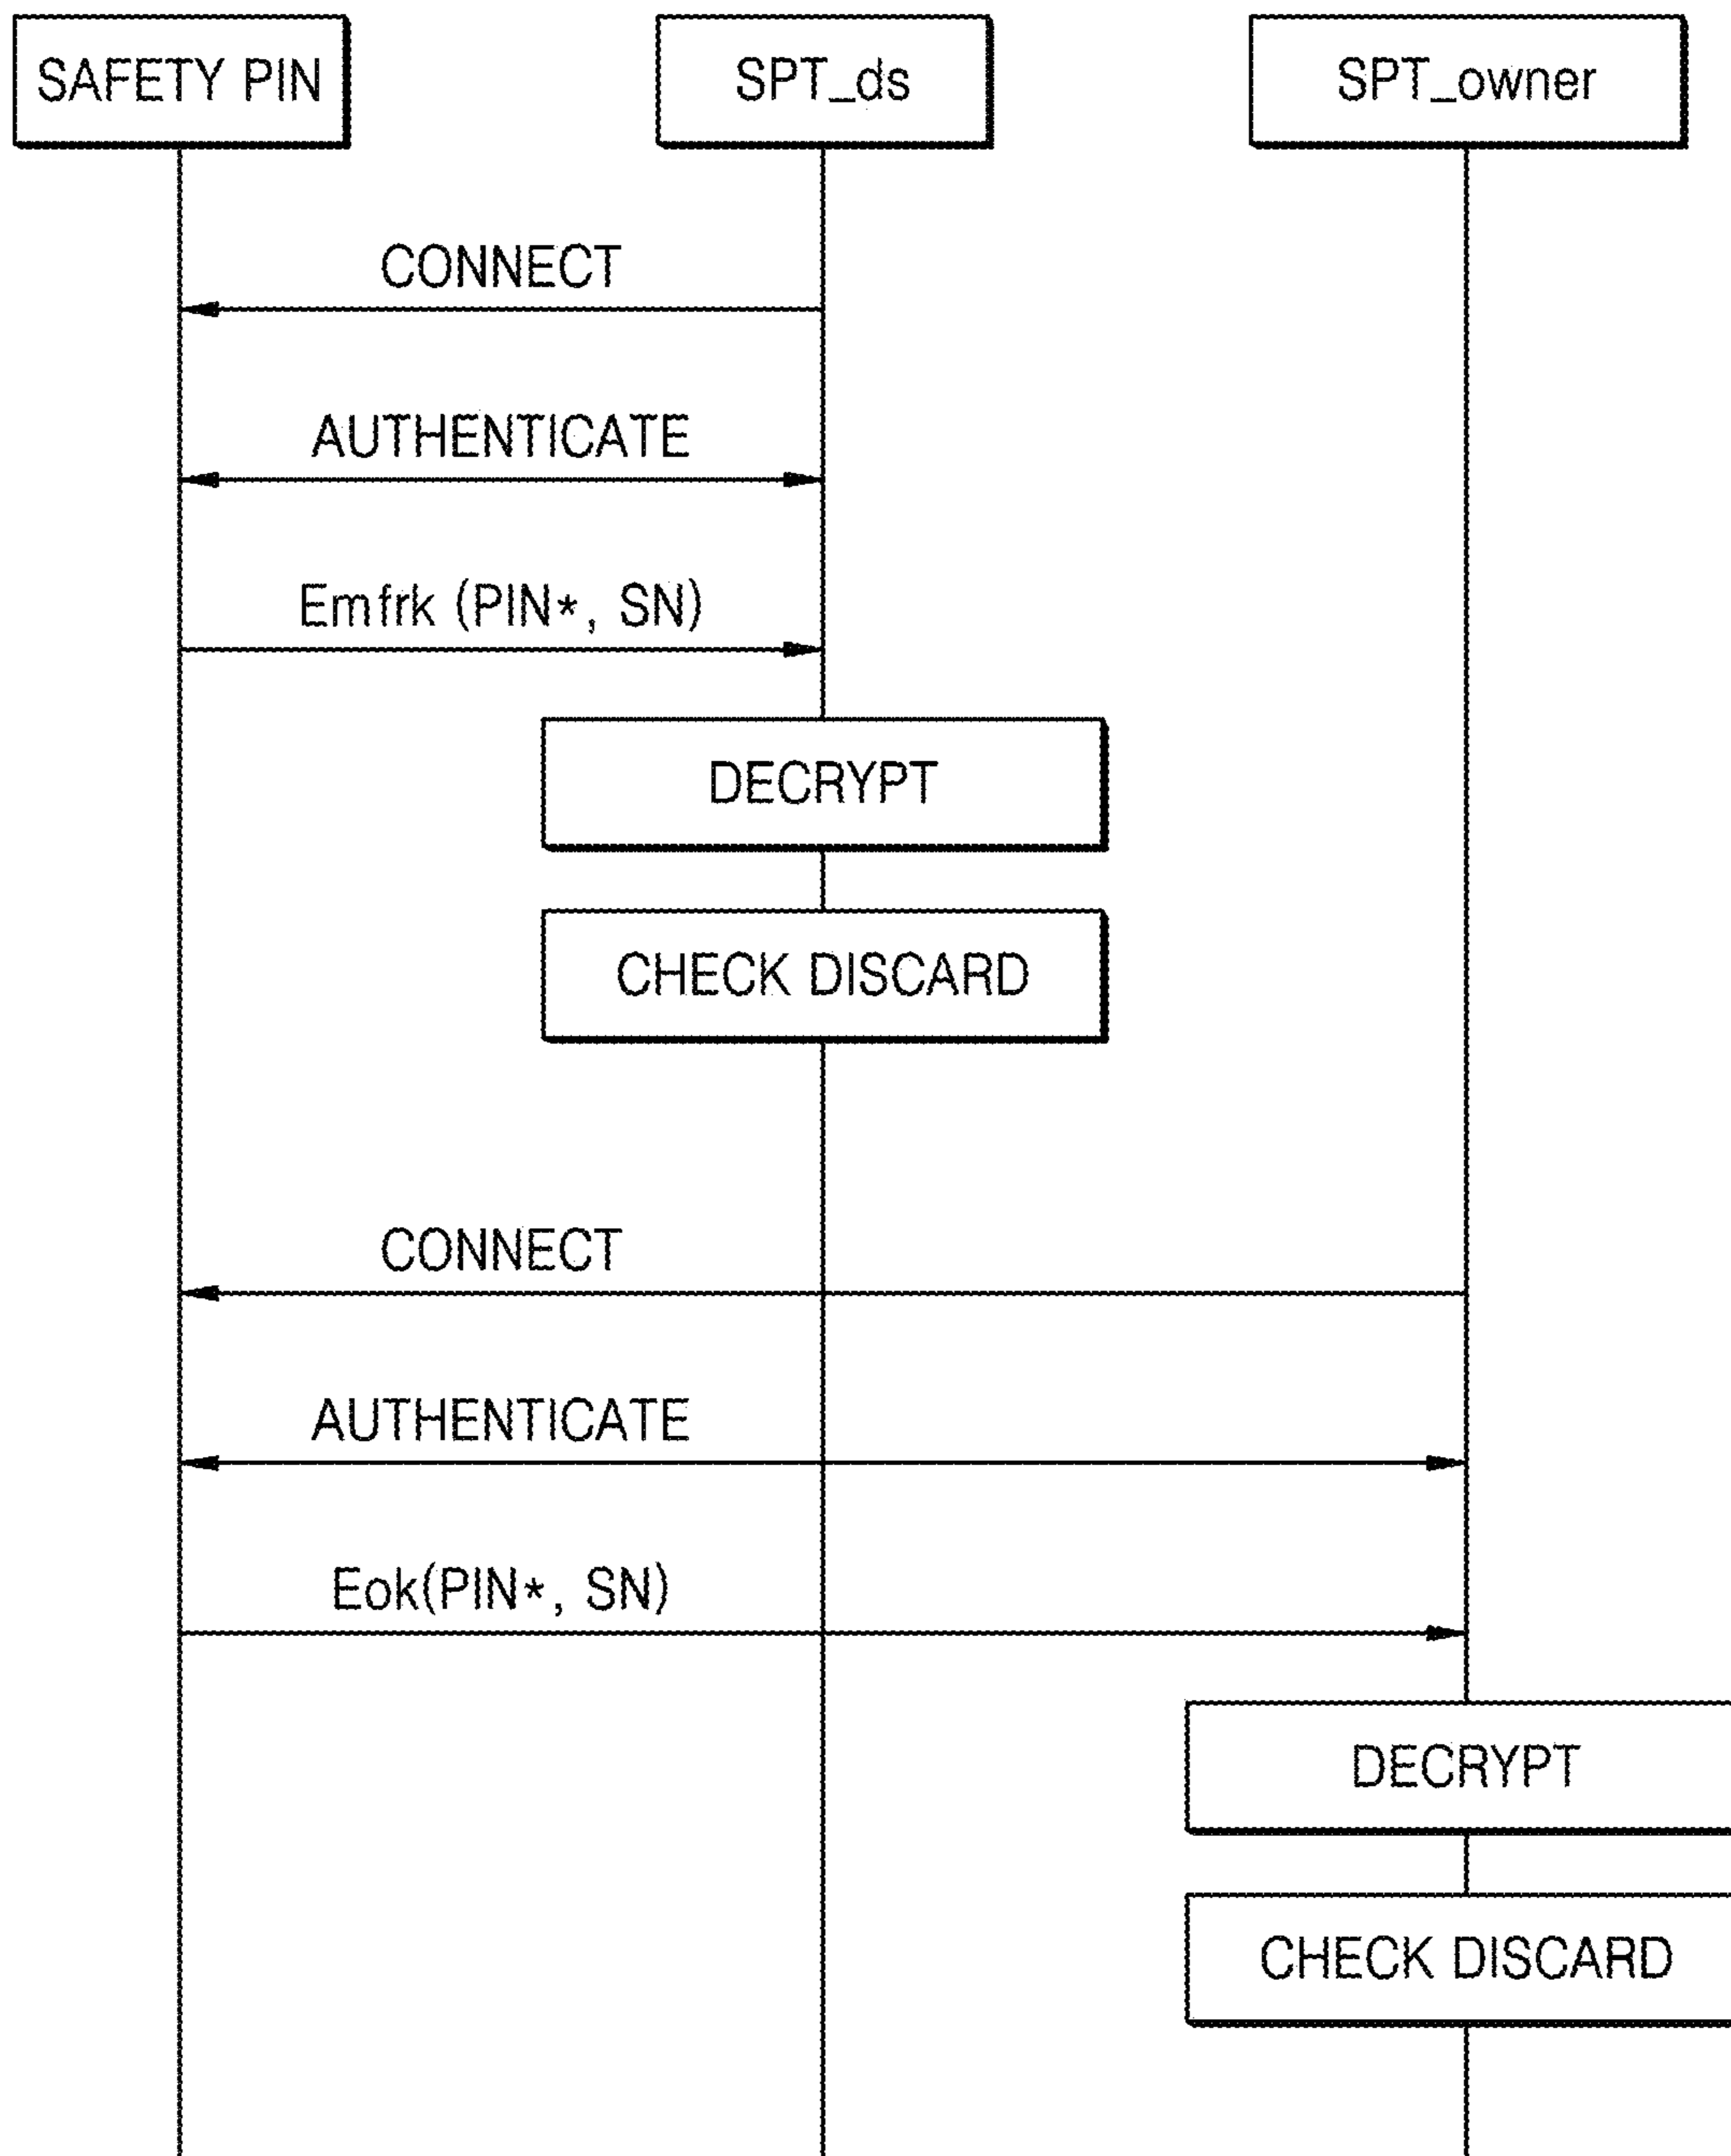 SAFETY PIN
SPT_ds
SPT_owner
CONNECT
AUTHENTICATE
Emfrk (PIN*, SN)
DECRYPT
CHECK DISCARD
CONNECT
AUTHENTICATE
Eok(PIN*, SN)
DECRYPT
CHECK DISCARD